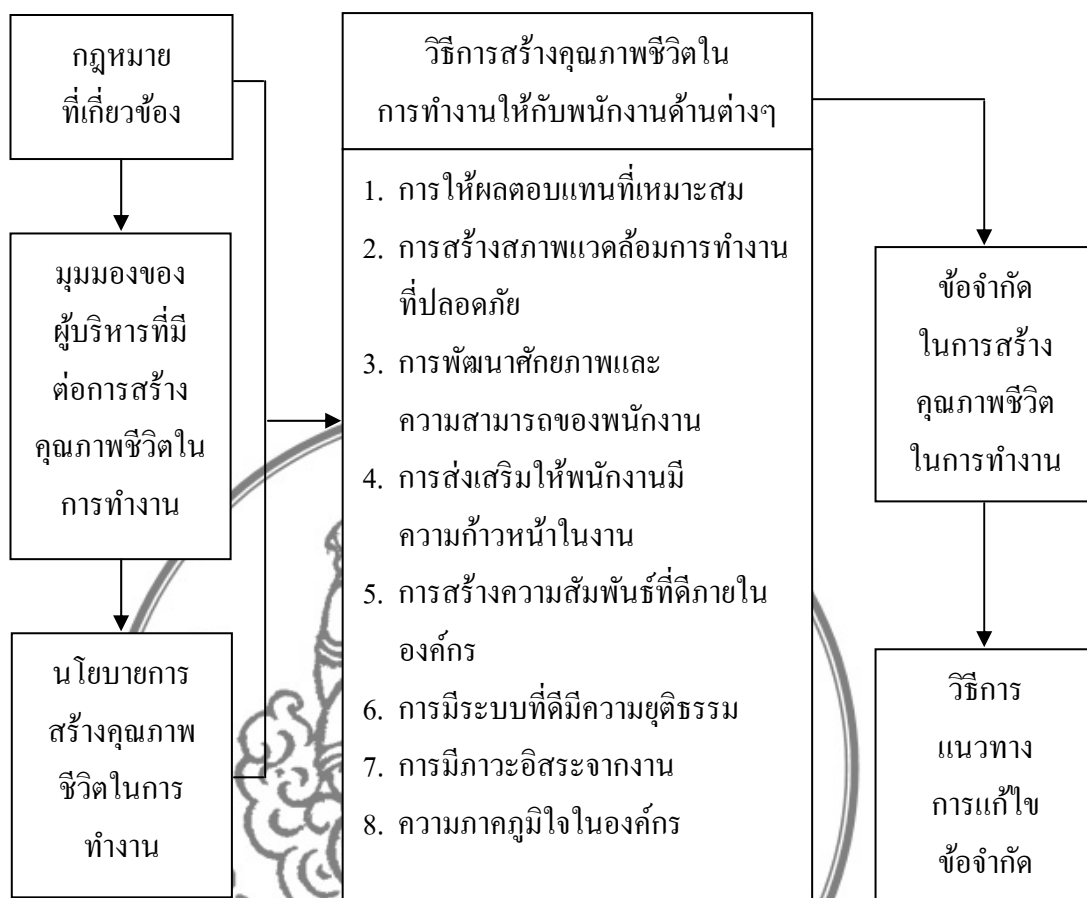 กฎหมาย
ที่เกี่ยวข้อง
มุมมองของ
ผู้บริหารที่มี
ต่อการสร้าง
คุณภาพชีวิตใน
การทำงาน
นโยบายการ
สร้างคุณภาพ
ชีวิตในการ
ทำงาน
วิธีการสร้างคุณภาพชีวิตใน
การทำงานให้กับพนักงานด้านต่างๆ
1. การให้ผลตอบแทนที่เหมาะสม
2. การสร้างสภาพแวดล้อมการทำงาน
ที่ปลอดภัย
3. การพัฒนาศักยภาพและ
ความสามารถของพนักงาน
4. การส่งเสริมให้พนักงานมี
ความก้าวหน้าในงาน
5. การสร้างความสัมพันธ์ที่ดีภายใน
องค์กร
6. การมีระบบที่ดีมีความยุติธรรม
7. การมีภาวะอิสระจากงาน
8. ความภาคภูมิใจในองค์กร
ข้อจำกัด
ในการสร้าง
คุณภาพชีวิต
ในการทำงาน
วิธีการ
แนวทาง
การแก้ไข
ข้อจำกัด